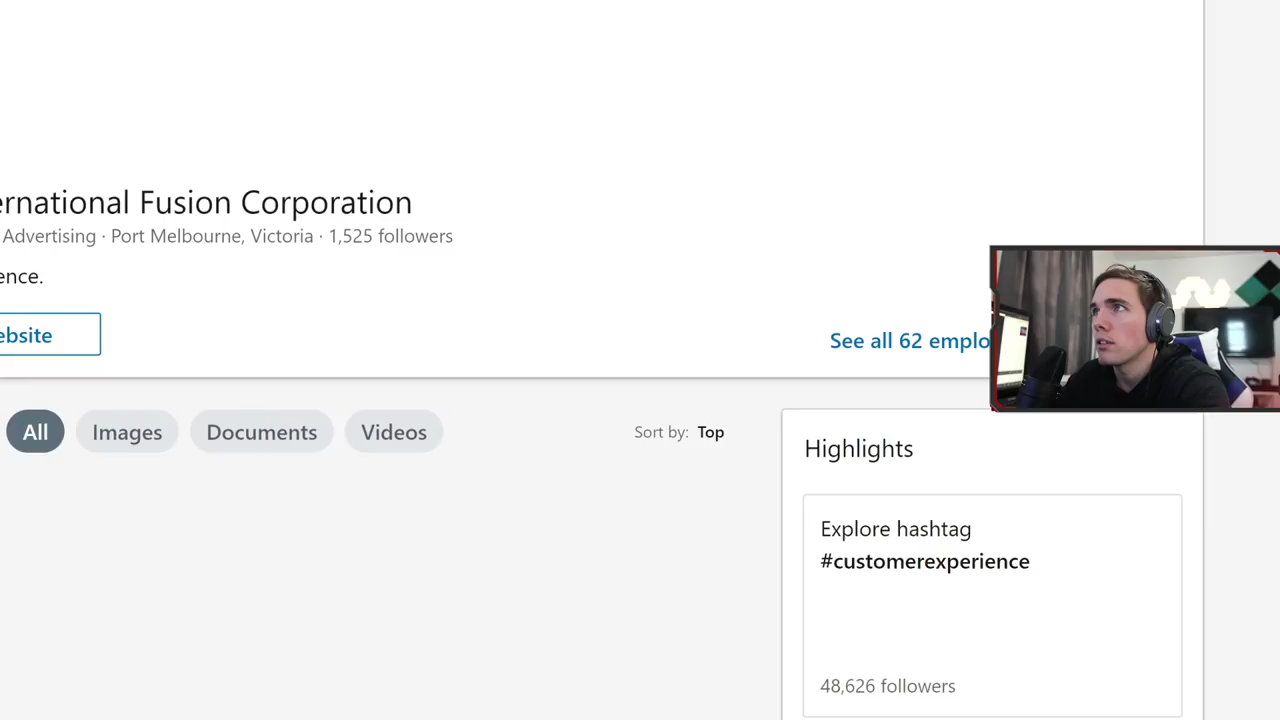 ernational Fusion Corporation
Advertising · Port Melbourne, Victoria · 1,525 followers
ence.
ebsite
See all 62 emplo
All
Images
Documents
Videos
Sort by: Top
Highlights
Explore hashtag
#customerexperience
48,626 followers